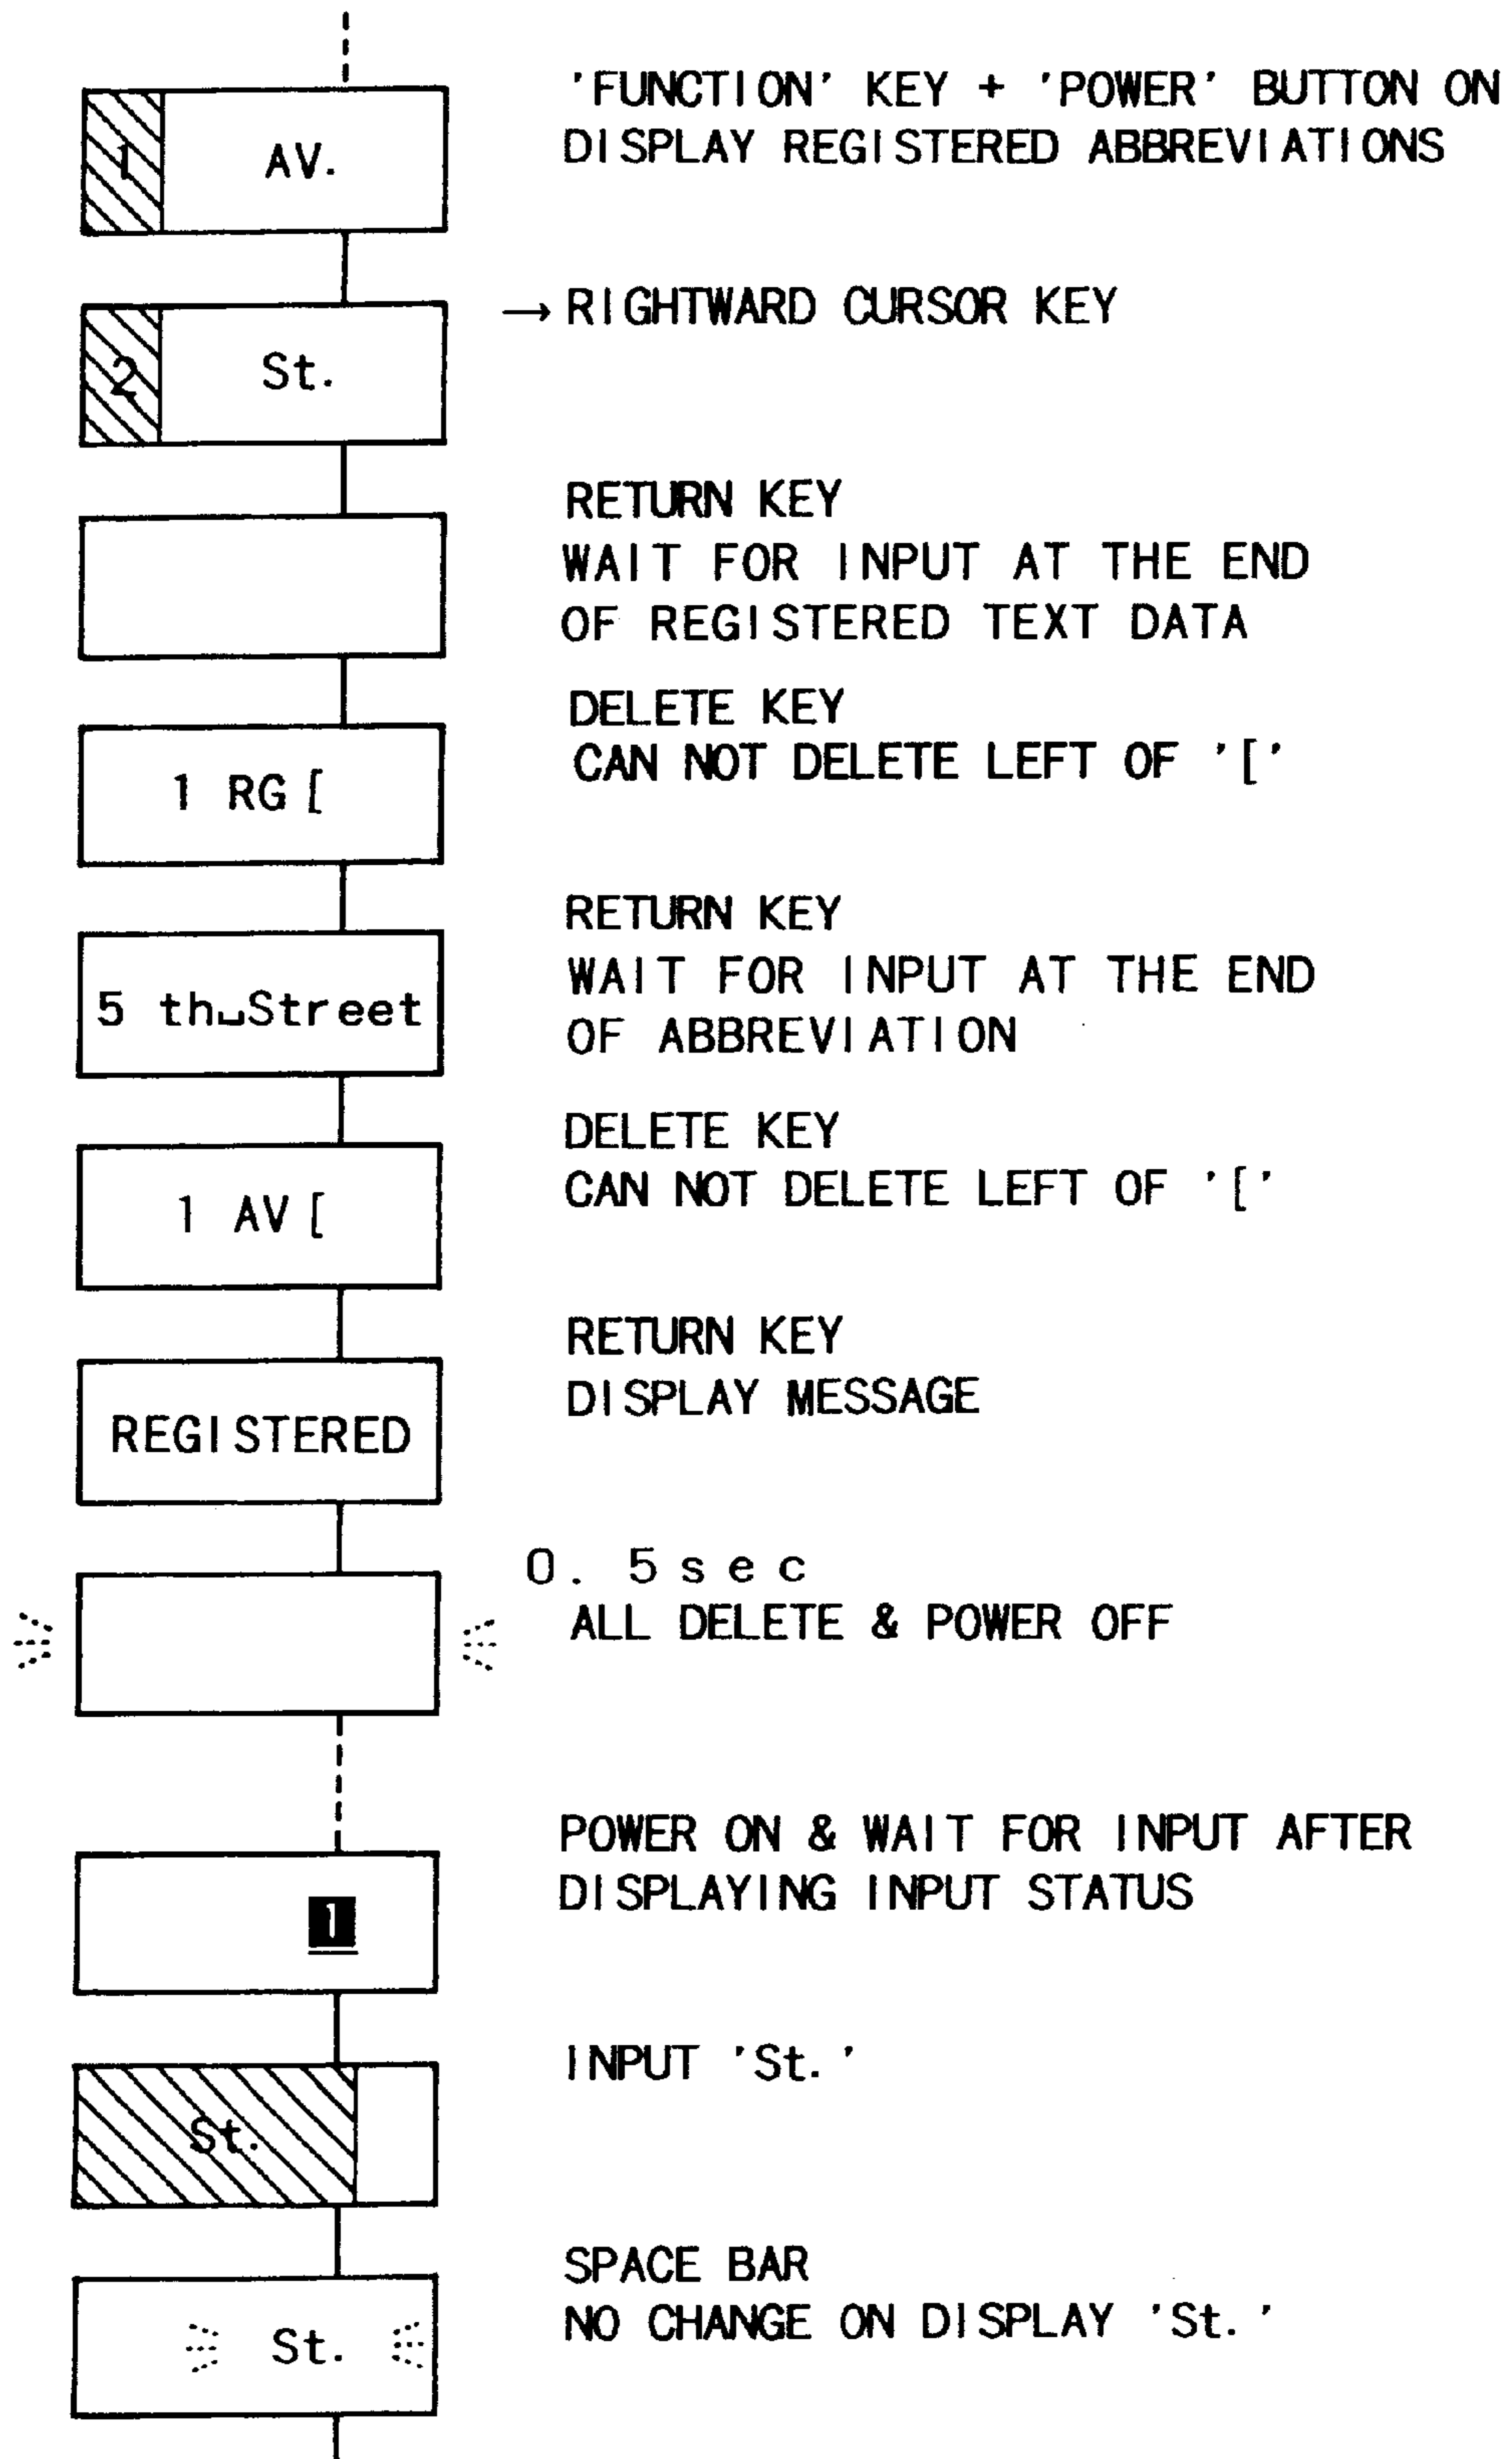 'FUNCTION' KEY + 'POWER' BUTTON ON
DISPLAY REGISTERED ABBREVIATIONS
1 AV.
→ RIGHTWARD CURSOR KEY
2 St.
RETURN KEY
WAIT FOR INPUT AT THE END
OF REGISTERED TEXT DATA
DELETE KEY
CAN NOT DELETE LEFT OF '['
1 RG [
RETURN KEY
WAIT FOR INPUT AT THE END
OF ABBREVIATION
5 th␣Street
DELETE KEY
CAN NOT DELETE LEFT OF '['
1 AV [
RETURN KEY
DISPLAY MESSAGE
REGISTERED
0. 5 sec
ALL DELETE & POWER OFF
POWER ON & WAIT FOR INPUT AFTER
DISPLAYING INPUT STATUS
1
INPUT 'St.'
St.
SPACE BAR
NO CHANGE ON DISPLAY 'St.'
St.